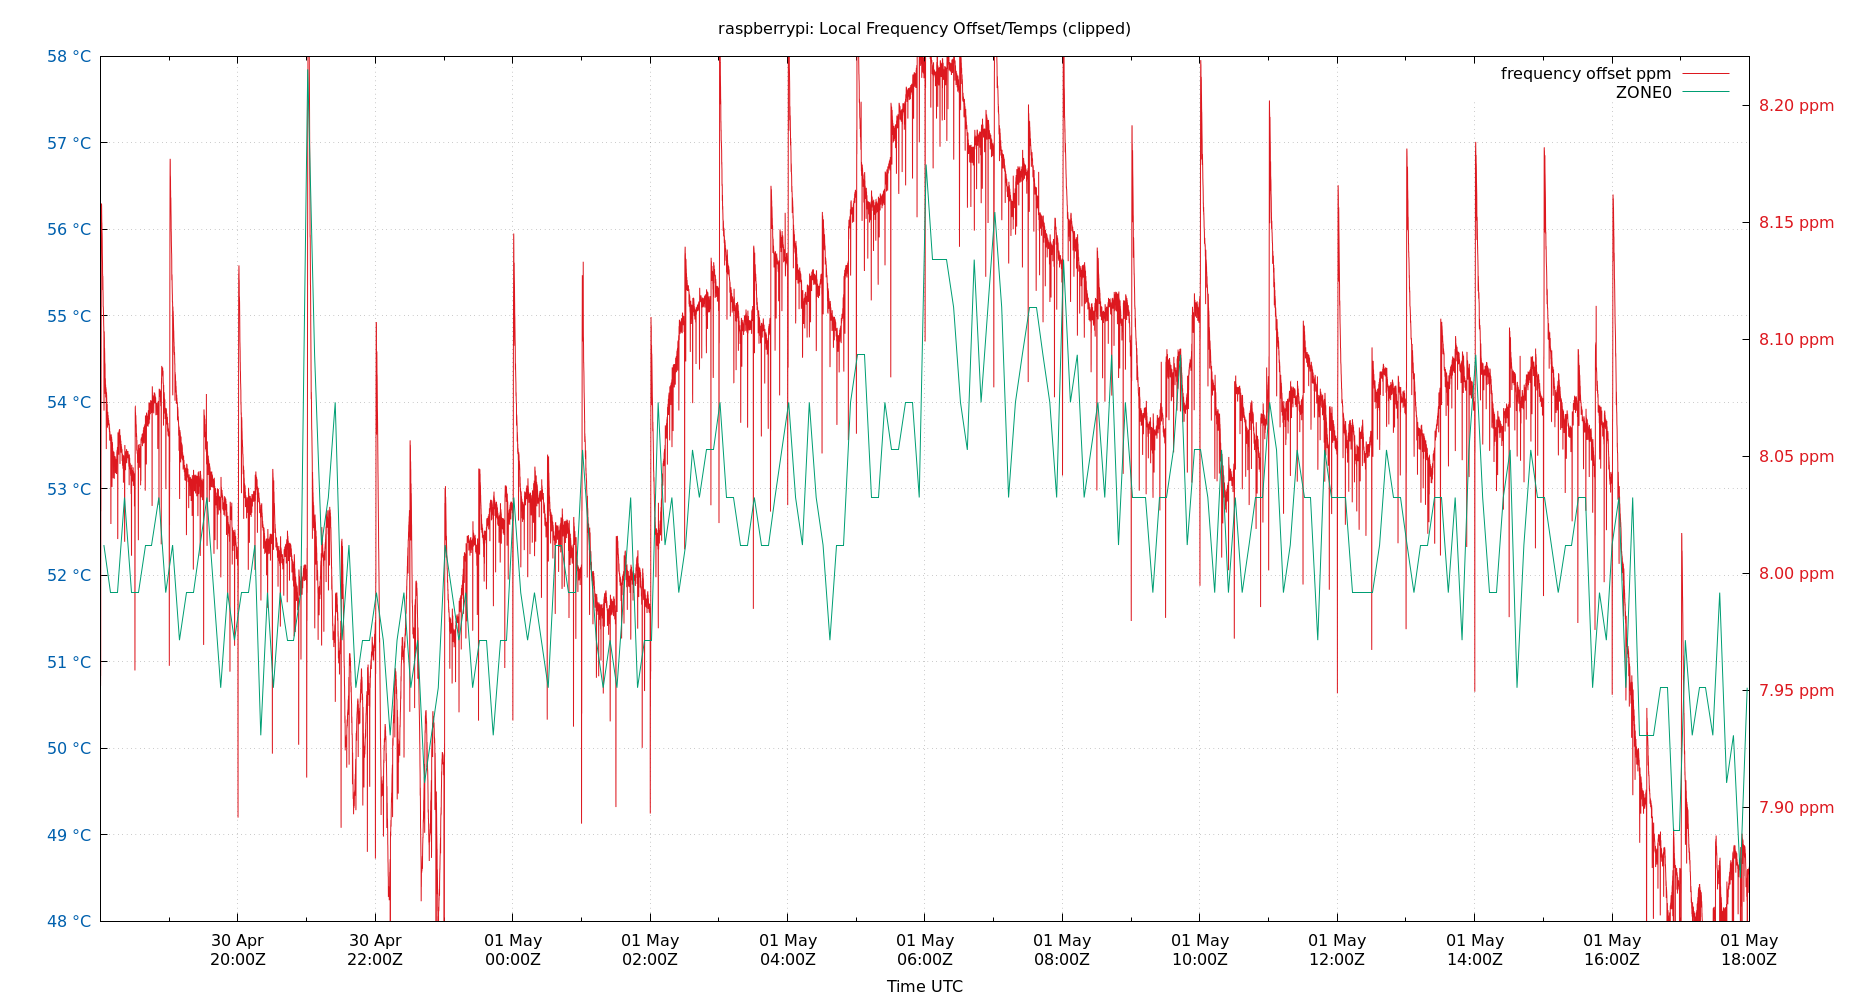 raspberrypi: Local Frequency Offset/Temps (clipped)
frequency offset ppm
ZONE0
58 °C
57 °C
56 °C
55 °C
54 °C
53 °C
52 °C
51 °C
50 °C
49 °C
48 °C
8.20 ppm
8.15 ppm
8.10 ppm
8.05 ppm
8.00 ppm
7.95 ppm
7.90 ppm
30 Apr 30 Apr 01 May 01 May 01 May 01 May 01 May 01 May 01 May 01 May 01 May 01 May
20:00Z 22:00Z 00:00Z 02:00Z 04:00Z 06:00Z 08:00Z 10:00Z 12:00Z 14:00Z 16:00Z 18:00Z
Time UTC